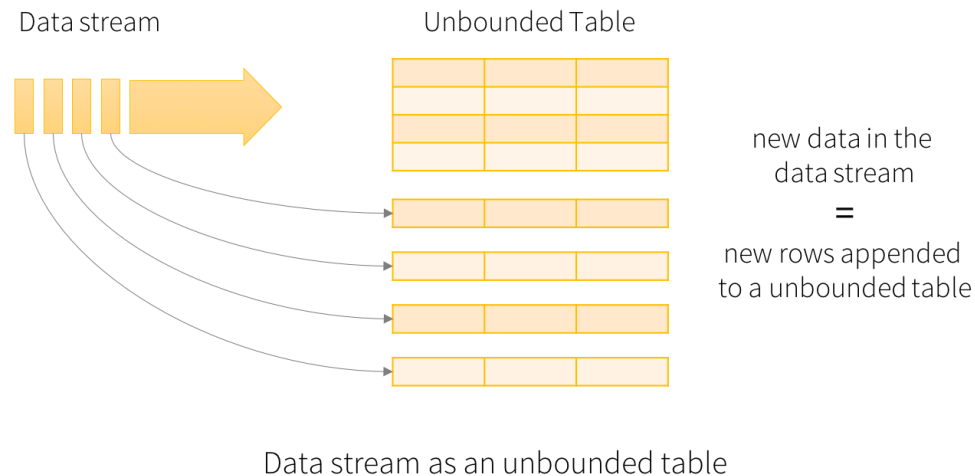 Data stream
Unbounded Table
new data in the
data stream
=
new rows appended
to a unbounded table
Data stream as an unbounded table